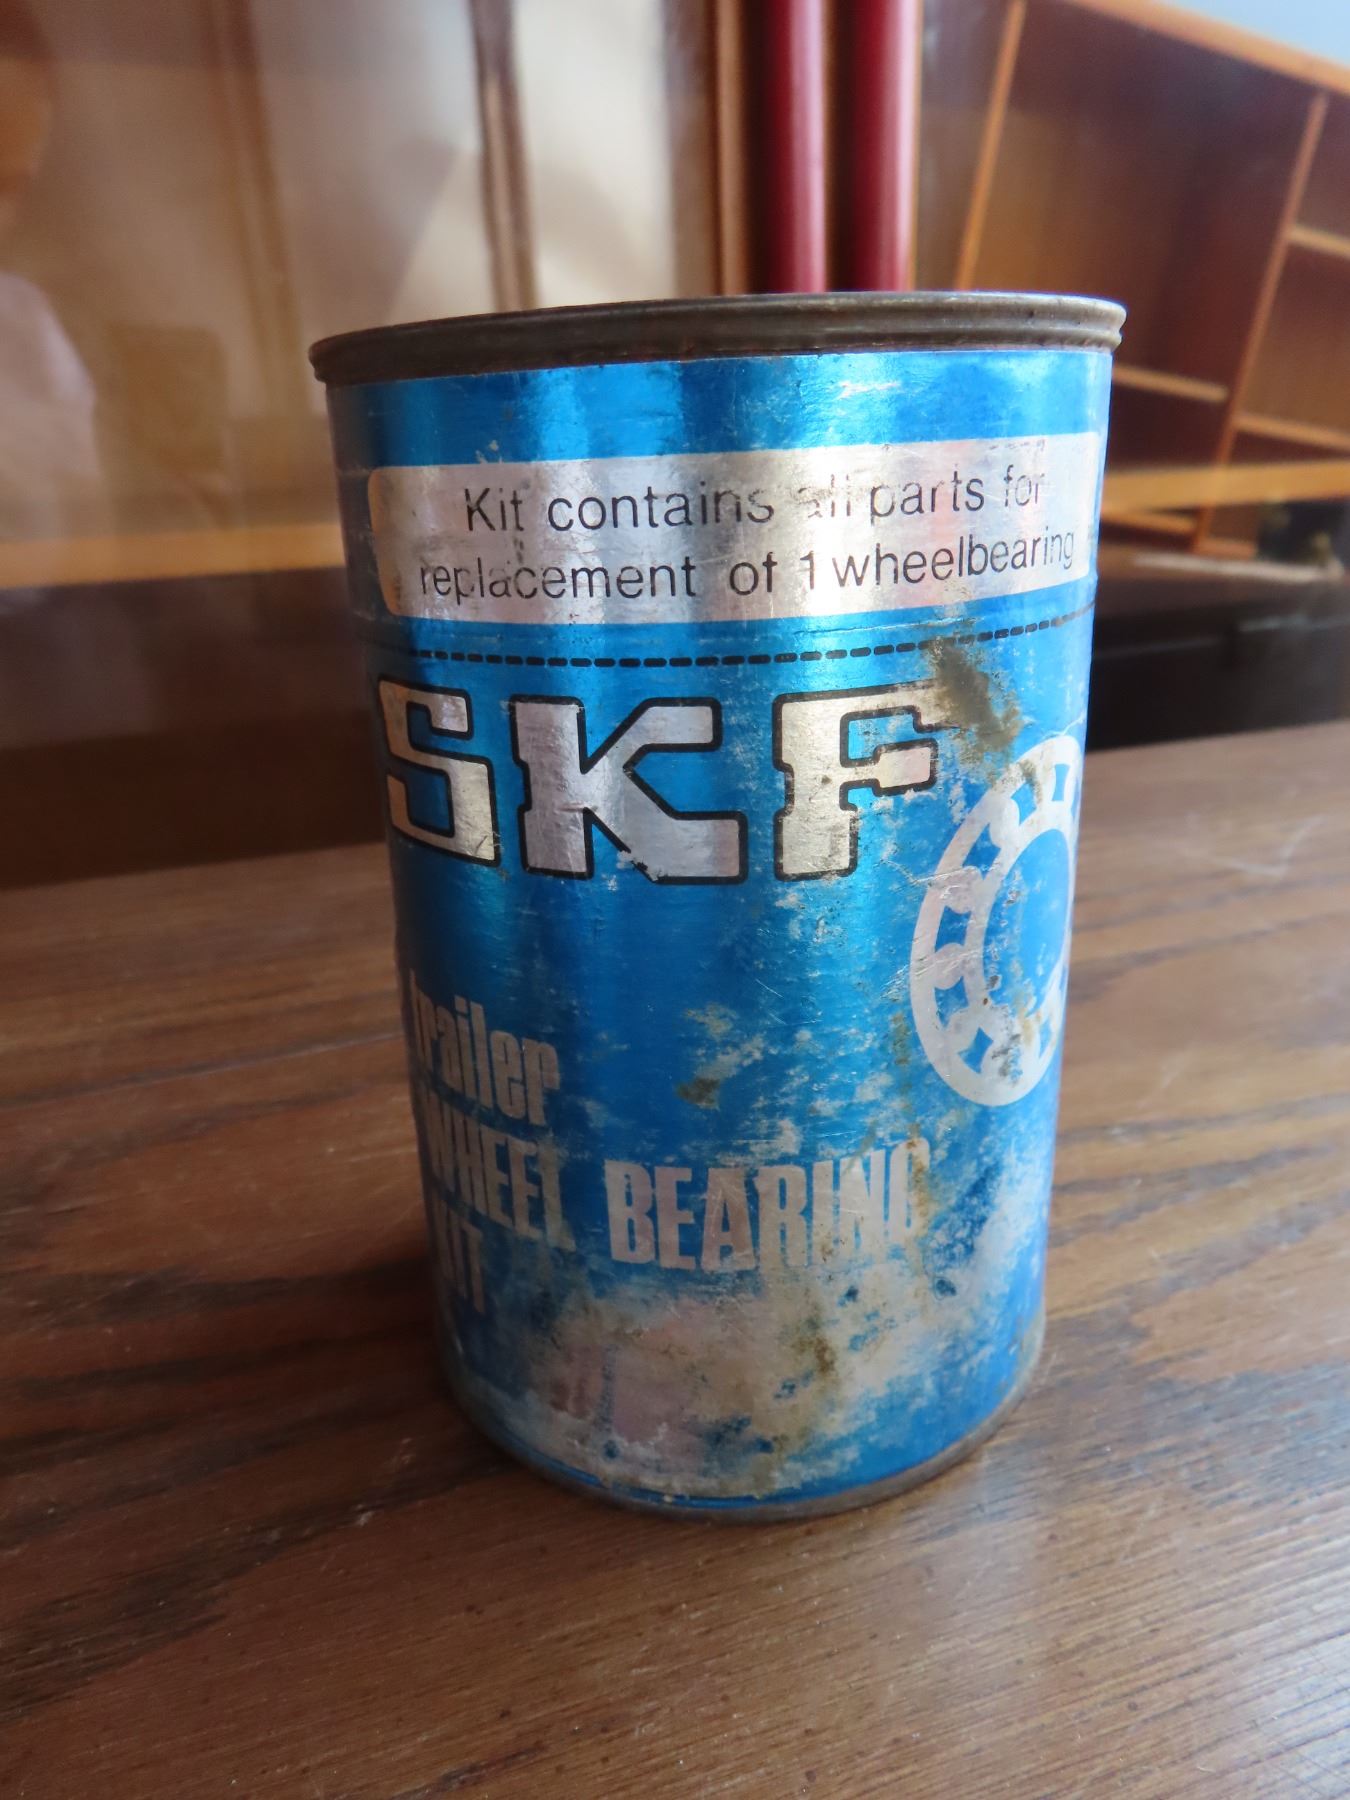 Kit contains all parts for
replacement of 1 wheelbearing
SKF
trailer
WHEEL BEARING
KIT